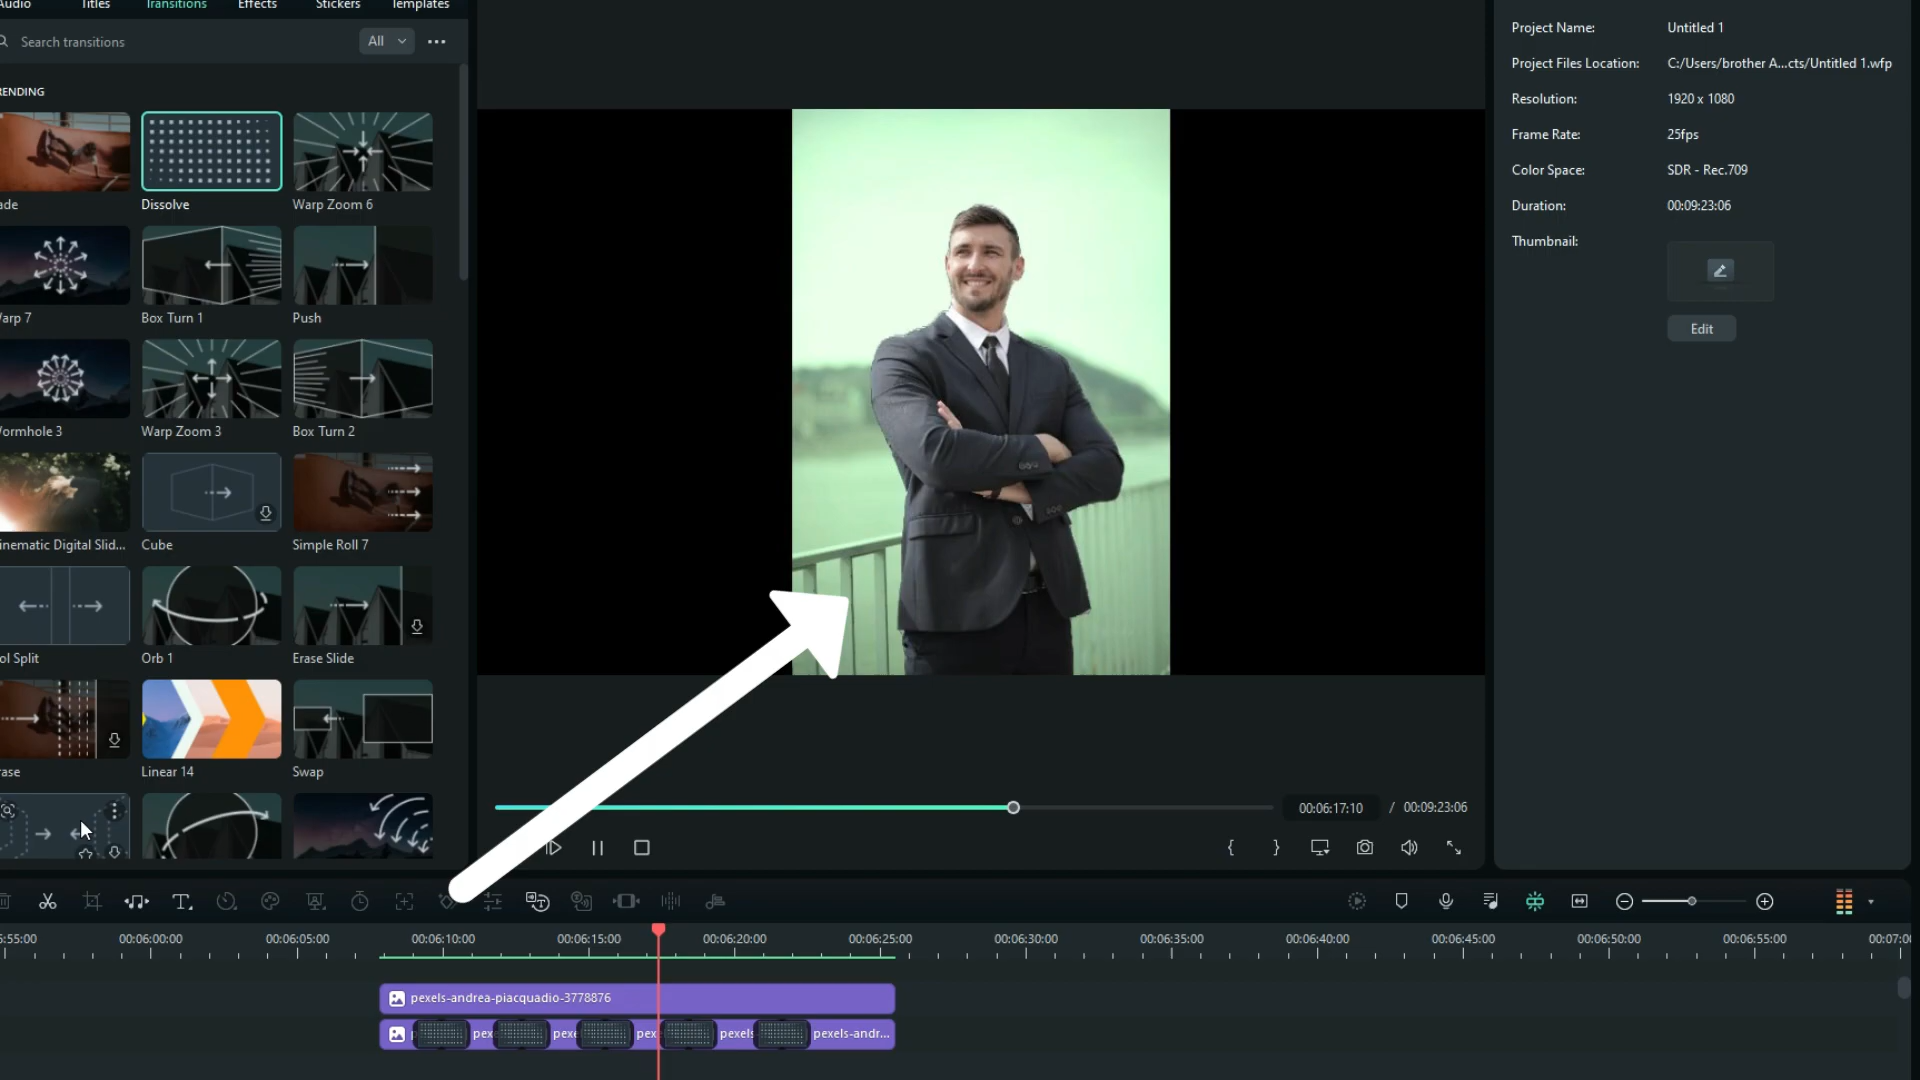 Audio Titles Transitions Effects Stickers Templates
Search transitions All
RENDING
ade Dissolve Warp Zoom 6
arp 7 Box Turn 1 Push
ormhole 3 Warp Zoom 3 Box Turn 2
inematic Digital Slid... Cube Simple Roll 7
ol Split Orb 1 Erase Slide
rase Linear 14 Swap
Project Name: Untitled 1
Project Files Location: C:/Users/brother A...cts/Untitled 1.wfp
Resolution: 1920 x 1080
Frame Rate: 25fps
Color Space: SDR - Rec.709
Duration: 00:09:23:06
Thumbnail:
Edit
00:06:17:10 / 00:09:23:06
5:55:00 00:06:00:00 00:06:05:00 00:06:10:00 00:06:15:00 00:06:20:00 00:06:25:00 00:06:30:00 00:06:35:00 00:06:40:00 00:06:45:00 00:06:50:00 00:06:55:00 00:07:0
pexels-andrea-piacquadio-3778876
p pex pexe pex pexels pexels-andr...